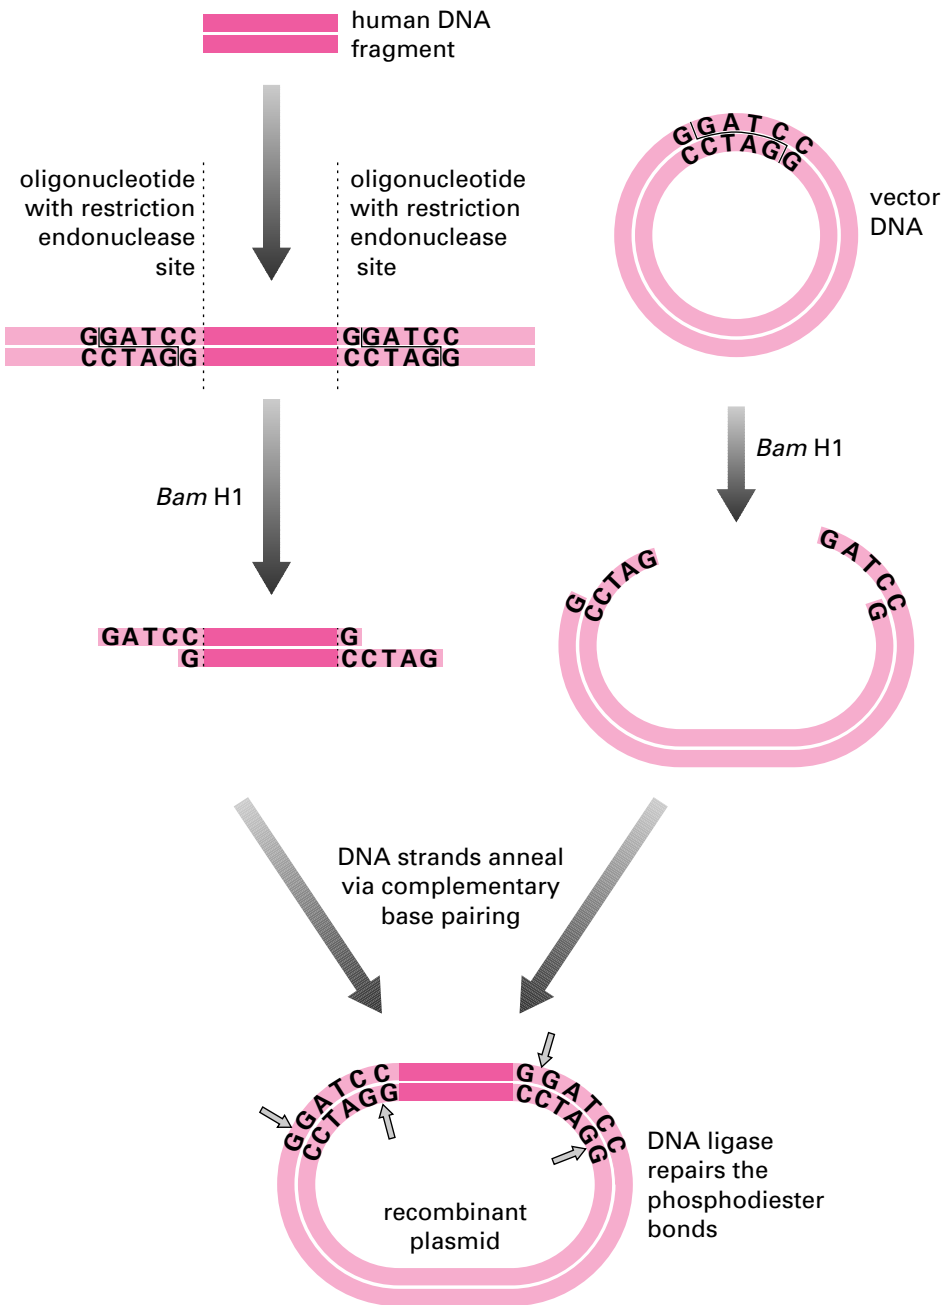 human DNA
fragment
oligonucleotide
with restriction
endonuclease
site
oligonucleotide
with restriction
endonuclease
site
GGATCC
CCTAGG
vector
DNA
GGATCC GGATCC
CCTAGG CCTAGG
Bam H1
Bam H1
GATCC G
G CCTAG
G
CCTAG
GATCC
G
DNA strands anneal
via complementary
base pairing
GGATCC
CCTAGG
GGATCC
CCTAGG
recombinant
plasmid
DNA ligase
repairs the
phosphodiester
bonds